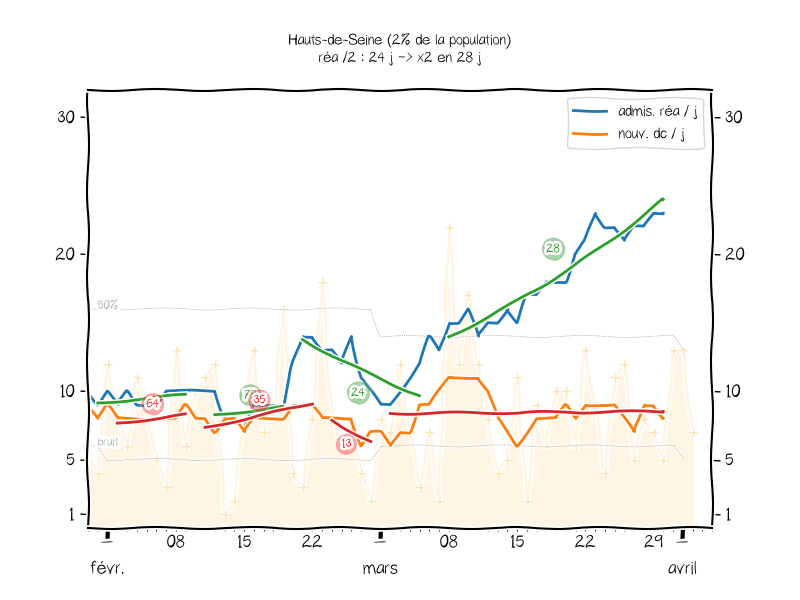 Hauts-de-Seine (2% de la population)
réa /2 : 24 j -> x2 en 28 j
admis. réa / j
nouv. dc / j
30
30
20
20
10
10
5
5
1
1
50%
bruit
64
35
24
13
28
08
15
22
08
15
22
29
févr.
mars
avril